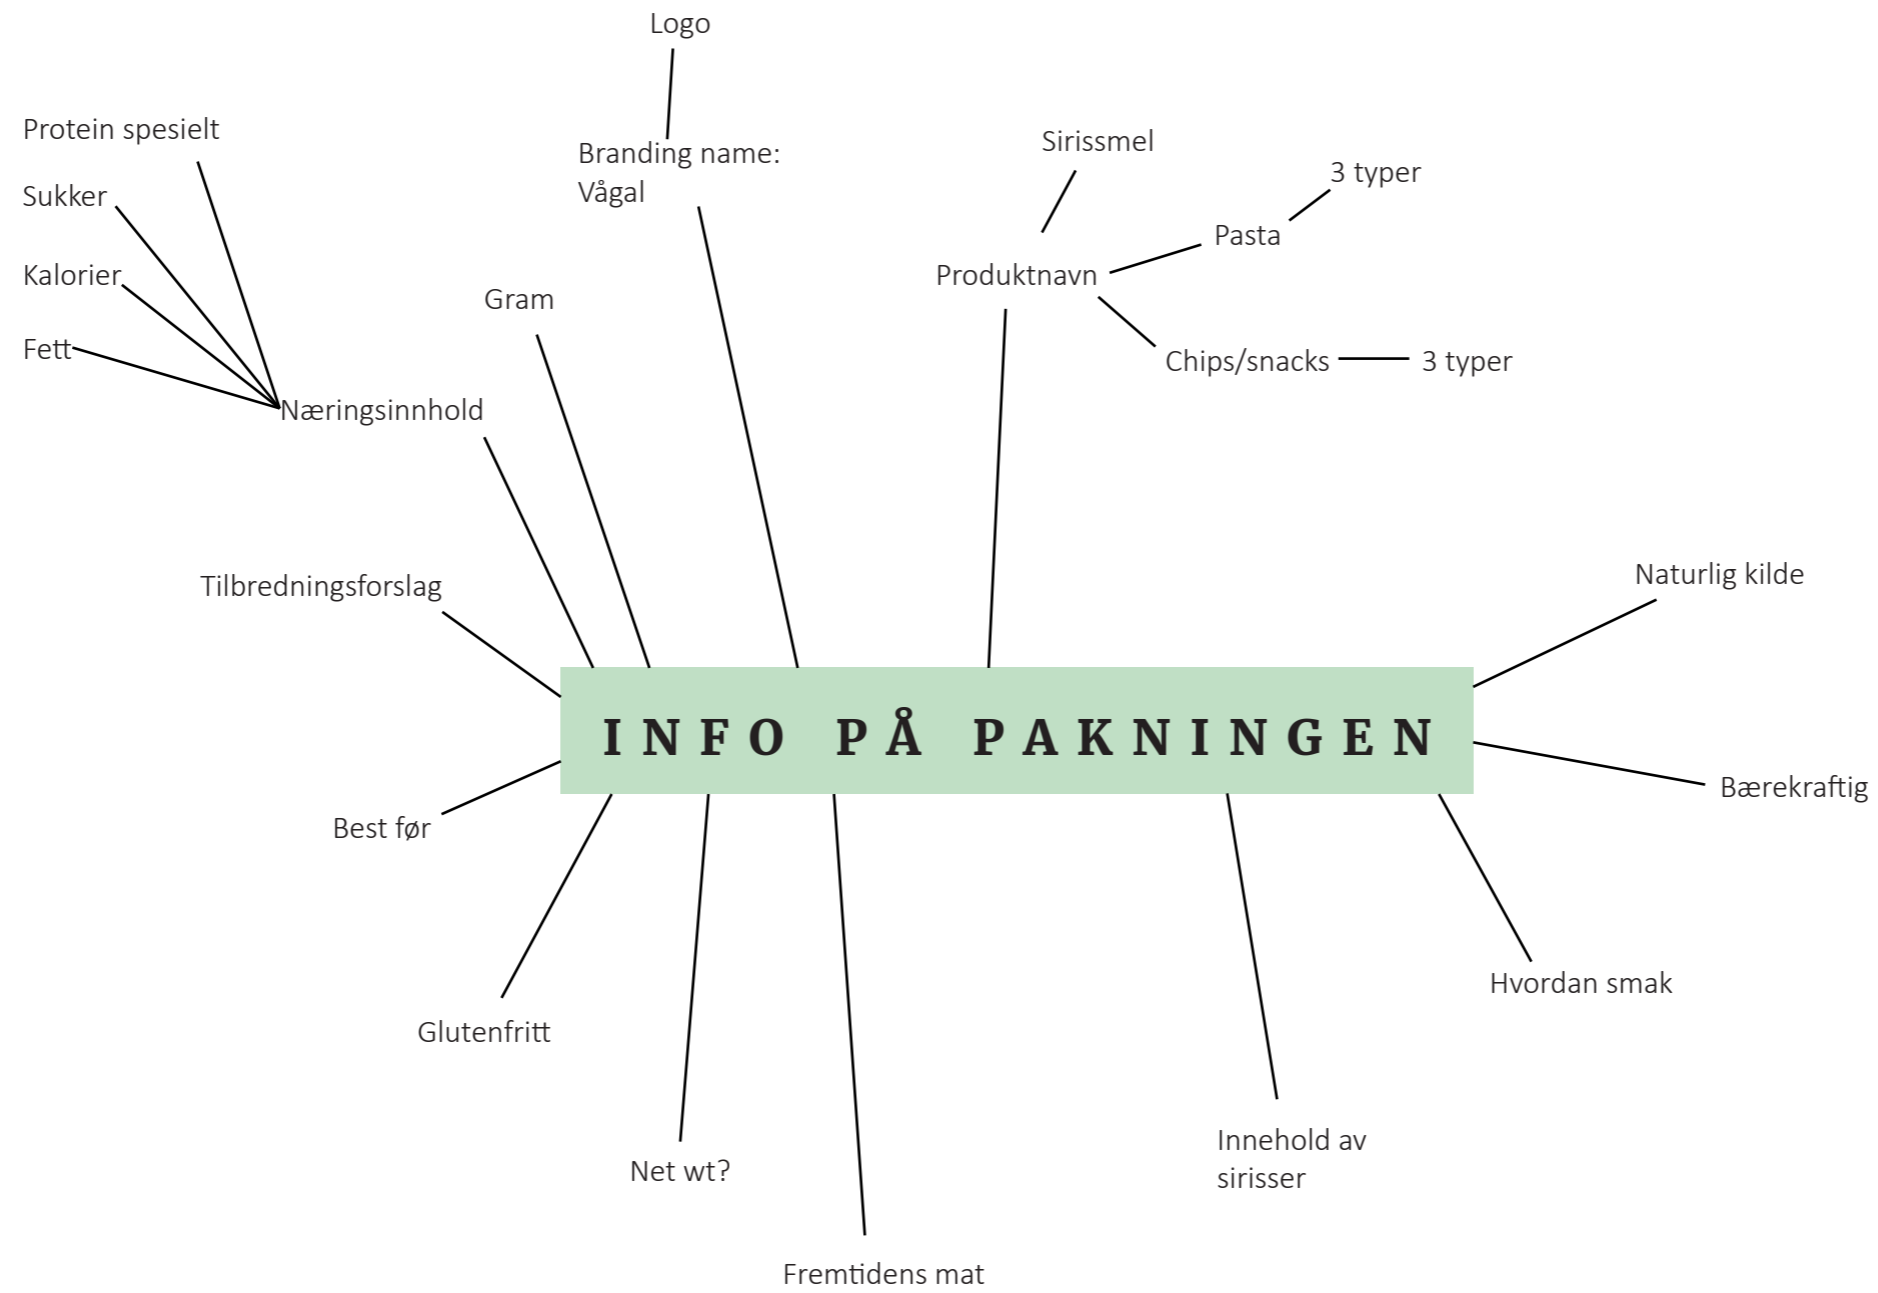 Logo
Protein spesielt
Sirissmel
Branding name:
Vågal
3 typer
Sukker
Pasta
Kalorier
Produktnavn
Gram
Fett
Chips/snacks
3 typer
Næringsinnhold
Naturlig kilde
Tilbredningsforslag
INFO PÅ PAKNINGEN
Bærekraftig
Best før
Hvordan smak
Glutenfritt
Innehold av
sirisser
Net wt?
Fremtidens mat